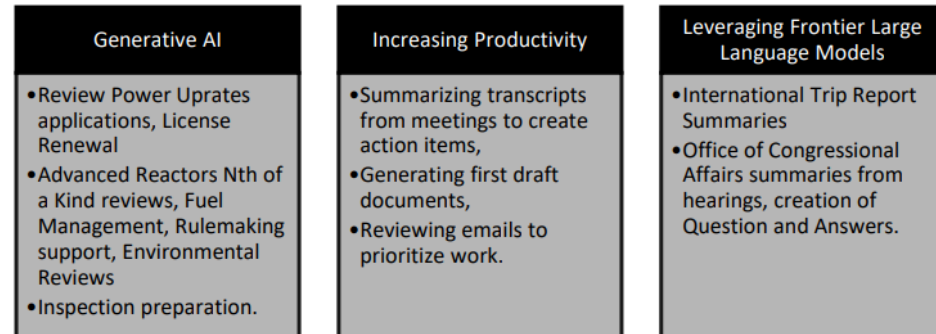 Generative AI
•Review Power Uprates
applications, License
Renewal
•Advanced Reactors Nth of
a Kind reviews, Fuel
Management, Rulemaking
support, Environmental
Reviews
•Inspection preparation.
Increasing Productivity
•Summarizing transcripts
from meetings to create
action items,
•Generating first draft
documents,
•Reviewing emails to
prioritize work.
Leveraging Frontier Large
Language Models
•International Trip Report
Summaries
•Office of Congressional
Affairs summaries from
hearings, creation of
Question and Answers.